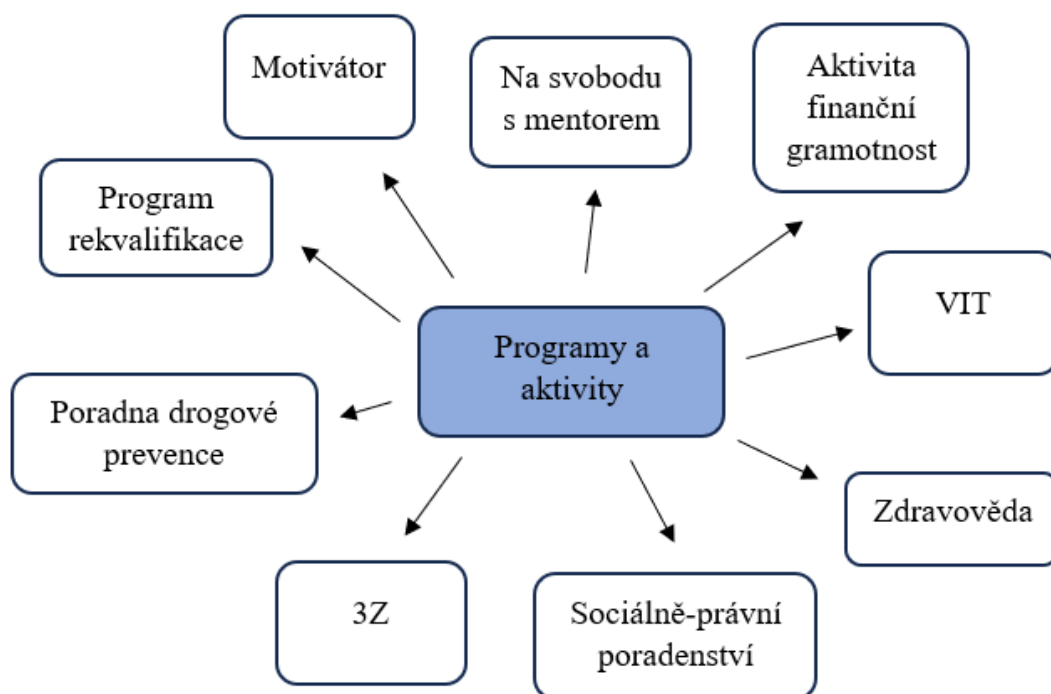 Motivátor
Na svobodu
s mentorem
Aktivita
finanční
gramotnost
Program
rekvalifikace
VIT
Programy a
aktivity
Poradna drogové
prevence
Zdravověda
3Z
Sociálně-právní
poradenství